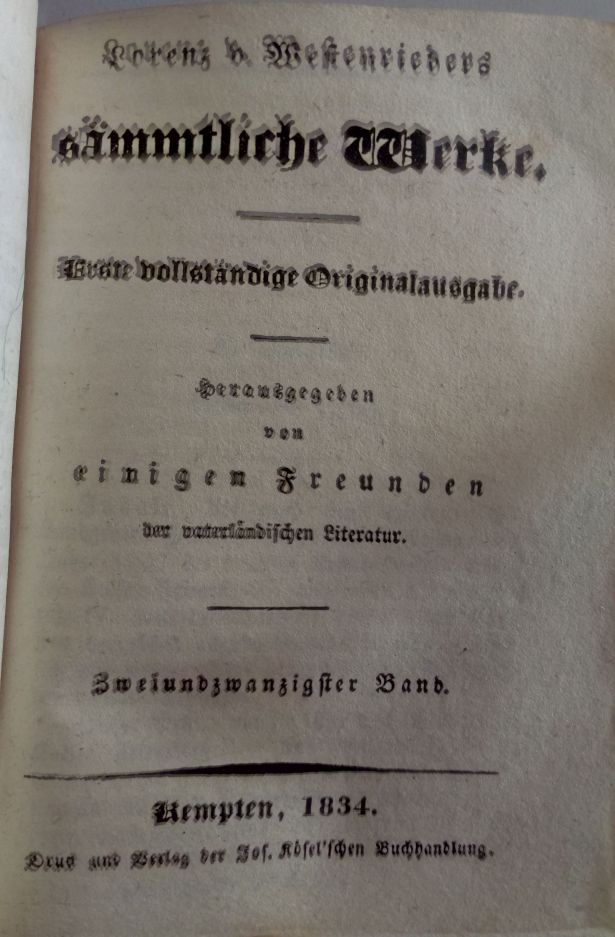 Lorenz v. Westenrieders
sämmtliche Werke.
Erste vollständige Originalausgabe.
Herausgegeben
von
einigen Freunden
der vaterländischen Literatur.
Zweiundzwanzigster Band.
Kempten, 1834.
Druck und Verlag der Jos. Kösel'schen Buchhandlung.